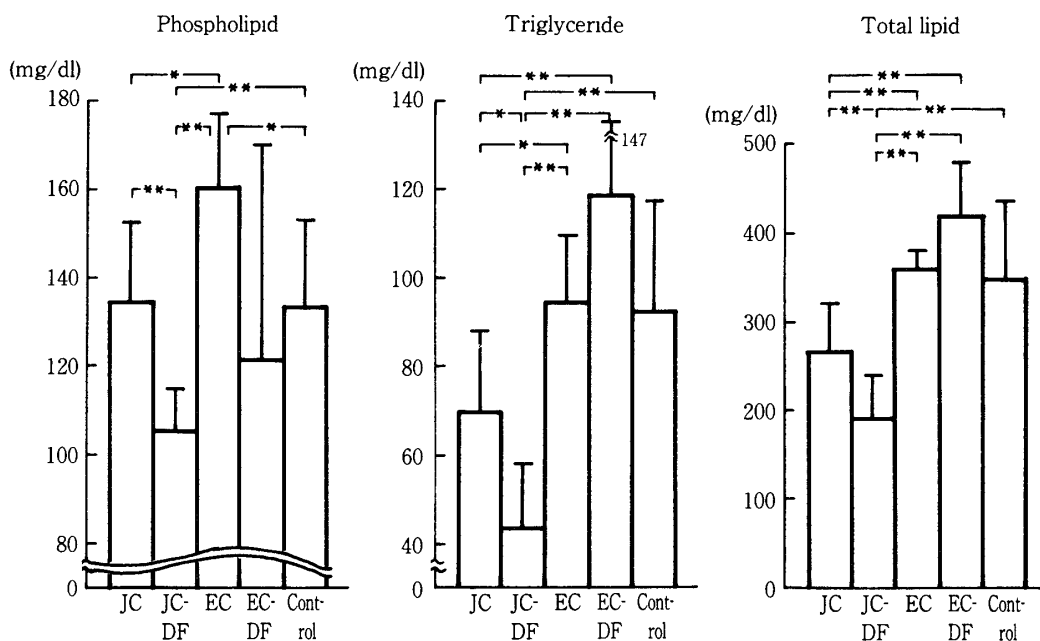 Phospholipid
(mg/dl)
180
160
140
120
100
80
0
*
**
**
*
**
JC
JC-
DF
EC
EC-
DF
Cont-
rol
Triglyceride
(mg/dl)
140
120
100
80
60
40
0
**
**
*
**
*
**
147
JC
JC-
DF
EC
EC-
DF
Cont-
rol
Total lipid
(mg/dl)
500
400
300
200
100
0
**
**
**
**
**
**
JC
JC-
DF
EC
EC-
DF
Cont-
rol